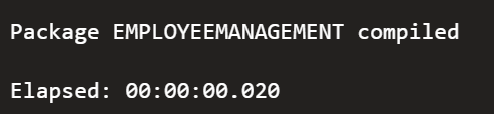 Package EMPLOYEEMANAGEMENT compiled
Elapsed: 00:00:00.020